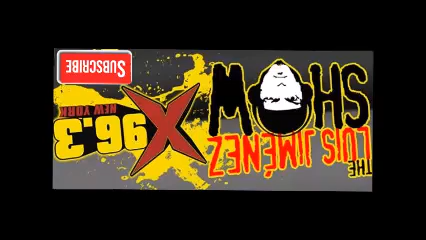 THE
LUIS JIMÉNEZ
SHOW
X
96.3
NEW YORK
SUBSCRIBE